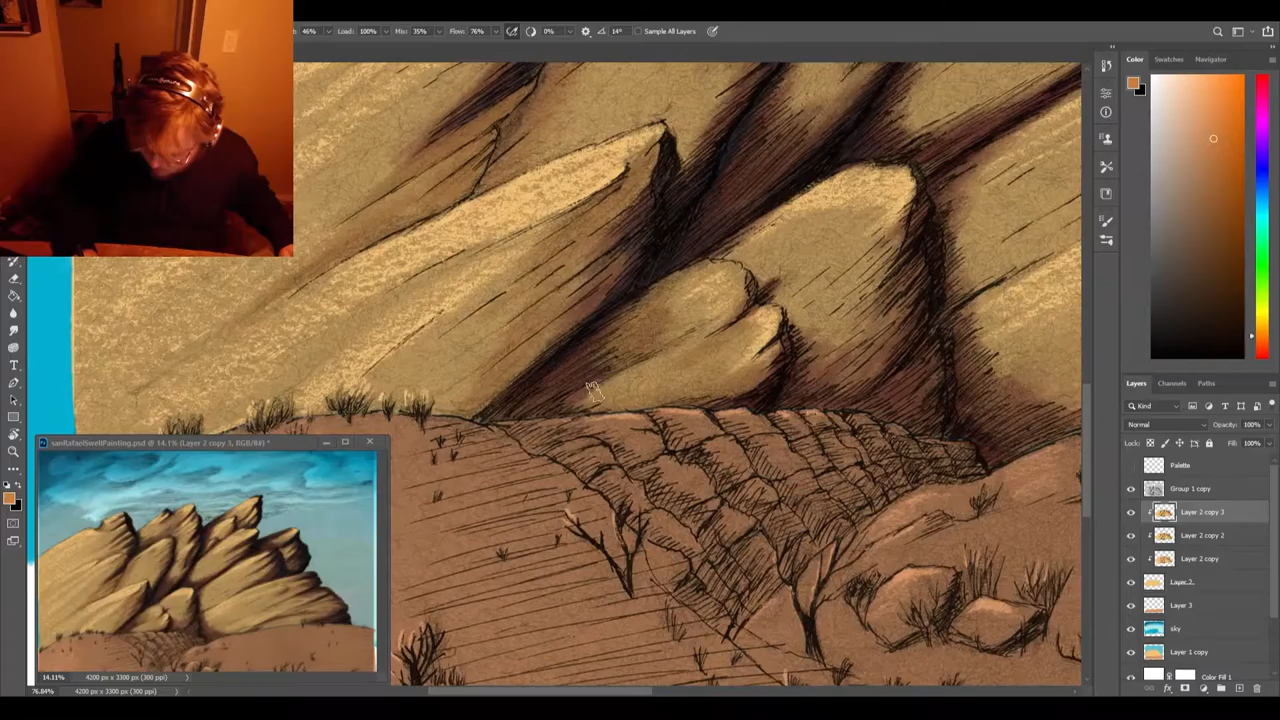 46% Load: 100% Mix: 35% Flow: 76% 0% 14° Sample All Layers
Color Swatches Navigator
Layers Channels Paths
Kind
Normal Opacity: 100%
Lock: Fill: 100%
Palette
Group 1 copy
Layer 2 copy 3
Layer 2 copy 2
Layer 2 copy
Layer 2
Layer 3
sky
Layer 1 copy
Color Fill 1
sanRafaelSwellPainting.psd @ 14.1% (Layer 2 copy 3, RGB/8#) *
14.11% 4200 px x 3300 px (300 ppi)
76.84% 4200 px x 3300 px (300 ppi)